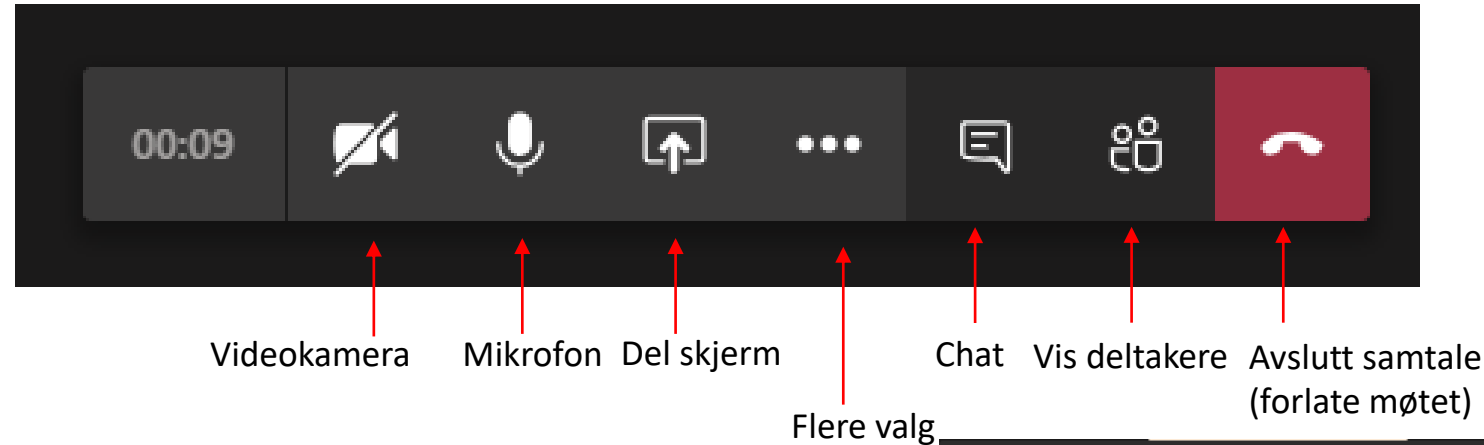 00:09
Videokamera
Mikrofon
Del skjerm
Flere valg
Chat
Vis deltakere
Avslutt samtale
(forlate møtet)